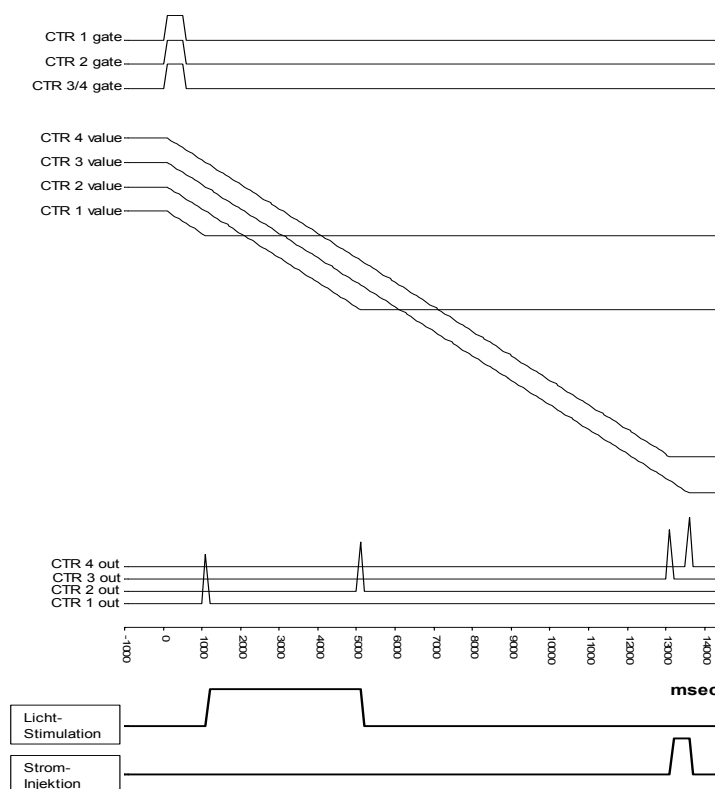 CTR 1 gate
CTR 2 gate
CTR 3/4 gate
CTR 4 value
CTR 3 value
CTR 2 value
CTR 1 value
CTR 4 out
CTR 3 out
CTR 2 out
CTR 1 out
-1000 0 1000 2000 3000 4000 5000 6000 7000 8000 9000 10000 11000 12000 13000 14000
msec
Licht-
Stimulation
Strom-
Injektion